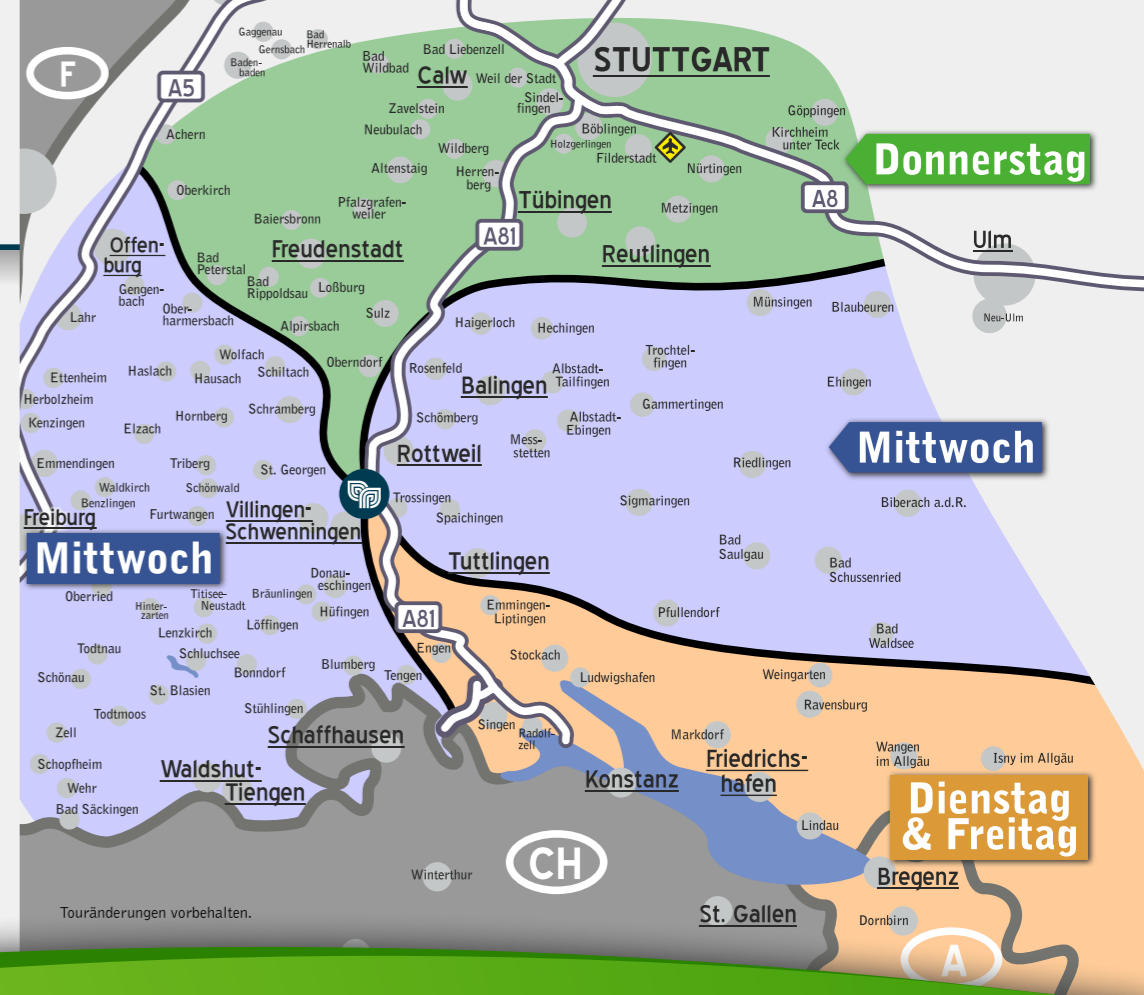 Gaggenau
Bad
Herrenalb
Gernsbach
Baden-
baden
F
A5
Bad
Wildbad
Bad Liebenzell
Calw
Weil der Stadt
STUTTGART
Sindel-
fingen
Zavelstein
Neubulach
Achern
Böblingen
Holzgerlingen
Filderstadt
Göppingen
Kirchheim
unter Teck
Donnerstag
Wildberg
Altensteig
Herren-
berg
Nürtingen
Oberkirch
Pfalzgrafen-
weiler
Baiersbronn
Tübingen
Metzingen
A8
A81
Freudenstadt
Reutlingen
Ulm
Offen-
burg
Bad
Peterstal
Bad
Rippoldsau
Loßburg
Gengen-
bach
Ober-
harmersbach
Lahr
Alpirsbach
Sulz
Neu-Ulm
Münsingen
Blaubeuren
Haigerloch
Hechingen
Wolfach
Haslach
Hausach
Schiltach
Oberndorf
Rosenfeld
Albstadt-
Tailfingen
Trochtel-
fingen
Ettenheim
Herbolzheim
Balingen
Ehingen
Kenzingen
Elzach
Hornberg
Schramberg
Schömberg
Albstadt-
Ebingen
Gammertingen
Mess-
stetten
Mittwoch
Emmendingen
Triberg
St. Georgen
Rottweil
Riedlingen
Waldkirch
Benzlingen
Schönwald
Trossingen
Spaichingen
Sigmaringen
Biberach a.d.R.
Freiburg
Furtwangen
Villingen-
Schwenningen
Mittwoch
Tuttlingen
Bad
Saulgau
Bad
Schussenried
Donau-
eschingen
Oberried
Hinter-
zarten
Titisee-
Neustadt
Bräunlingen
Hüfingen
A81
Emmingen-
Liptingen
Pfullendorf
Löffingen
Lenzkirch
Bad
Waldsee
Todtnau
Schluchsee
Engen
Stockach
Schönau
St. Blasien
Bonndorf
Blumberg
Tengen
Ludwigshafen
Weingarten
Todtmoos
Stühlingen
Ravensburg
Zell
Schaffhausen
Singen
Radolf-
zell
Markdorf
Wangen
im Allgäu
Isny im Allgäu
Schopfheim
Waldshut-
Tiengen
Konstanz
Friedrichs-
hafen
Wehr
Bad Säckingen
Dienstag
& Freitag
Lindau
CH
Winterthur
Bregenz
Touränderungen vorbehalten.
St. Gallen
Dornbirn
A